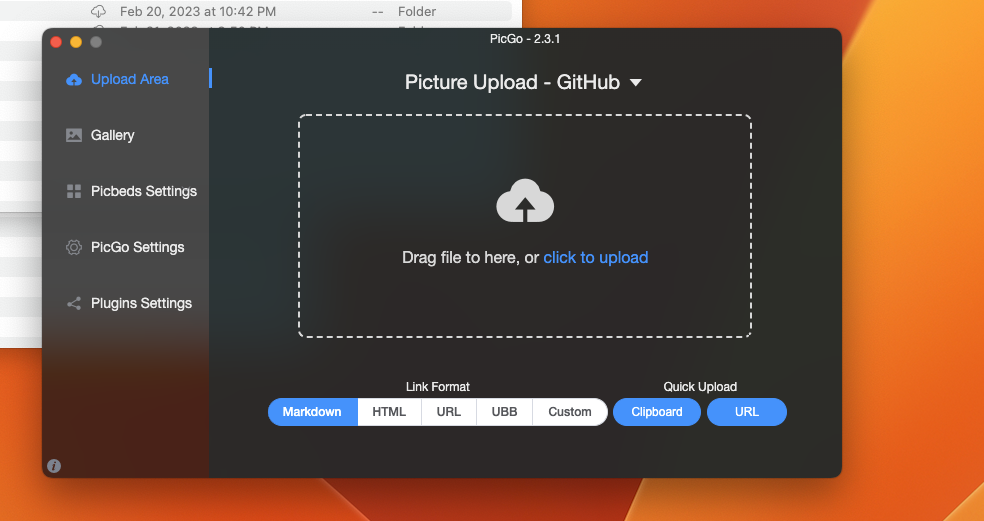 Feb 20, 2023 at 10:42 PM -- Folder
PicGo - 2.3.1
Upload Area
Gallery
Picbeds Settings
PicGo Settings
Plugins Settings
Picture Upload - GitHub
Drag file to here, or click to upload
Link Format
Markdown HTML URL UBB Custom
Quick Upload
Clipboard URL